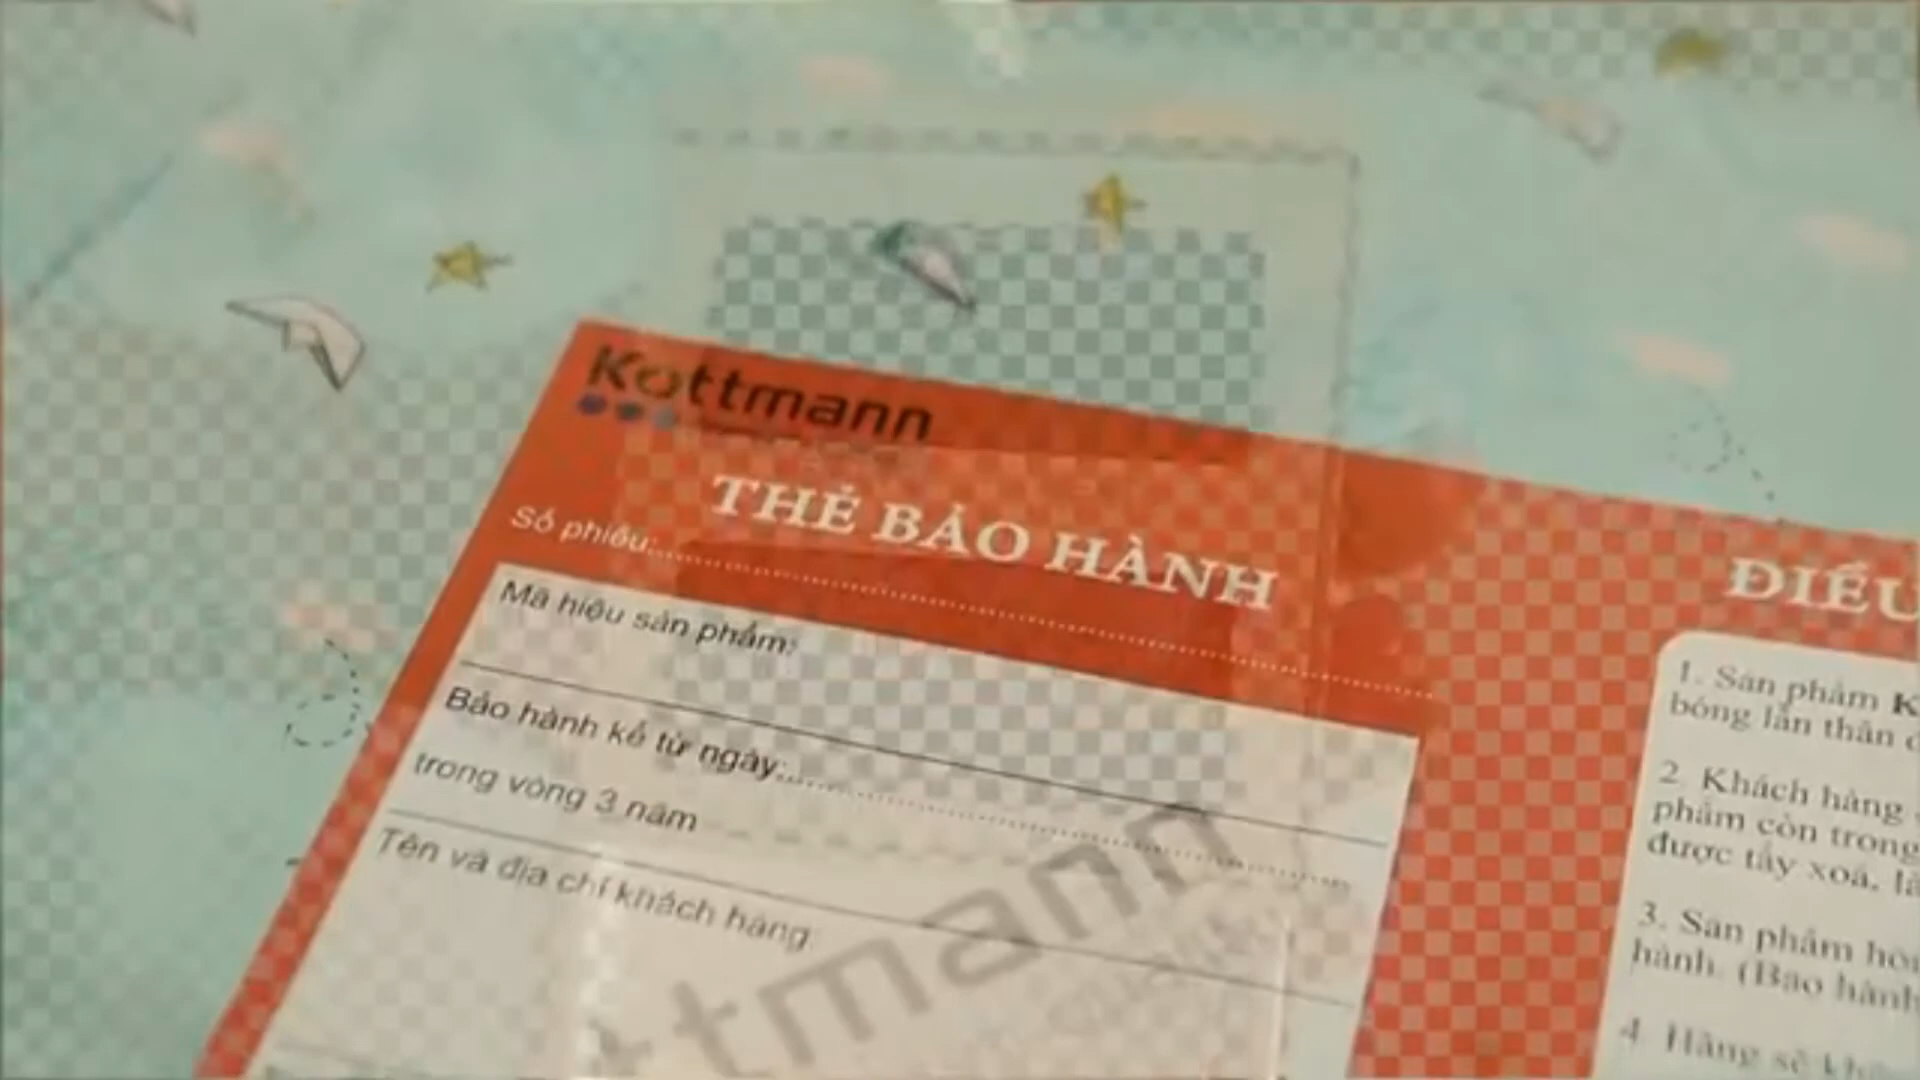 Kottmann
THẺ BẢO HÀNH
Số phiếu:
Mã hiệu sản phẩm:
Bảo hành kể từ ngày:
trong vòng 3 năm
Tên và địa chỉ khách hàng:
ttmann
ĐIỀU
1. Sản phẩm K
bóng lẫn thân
2. Khách hàng
phẩm còn trong
được tẩy xoá,
3. Sản phẩm
hành. (Bảo hành
4. Hãng sẽ